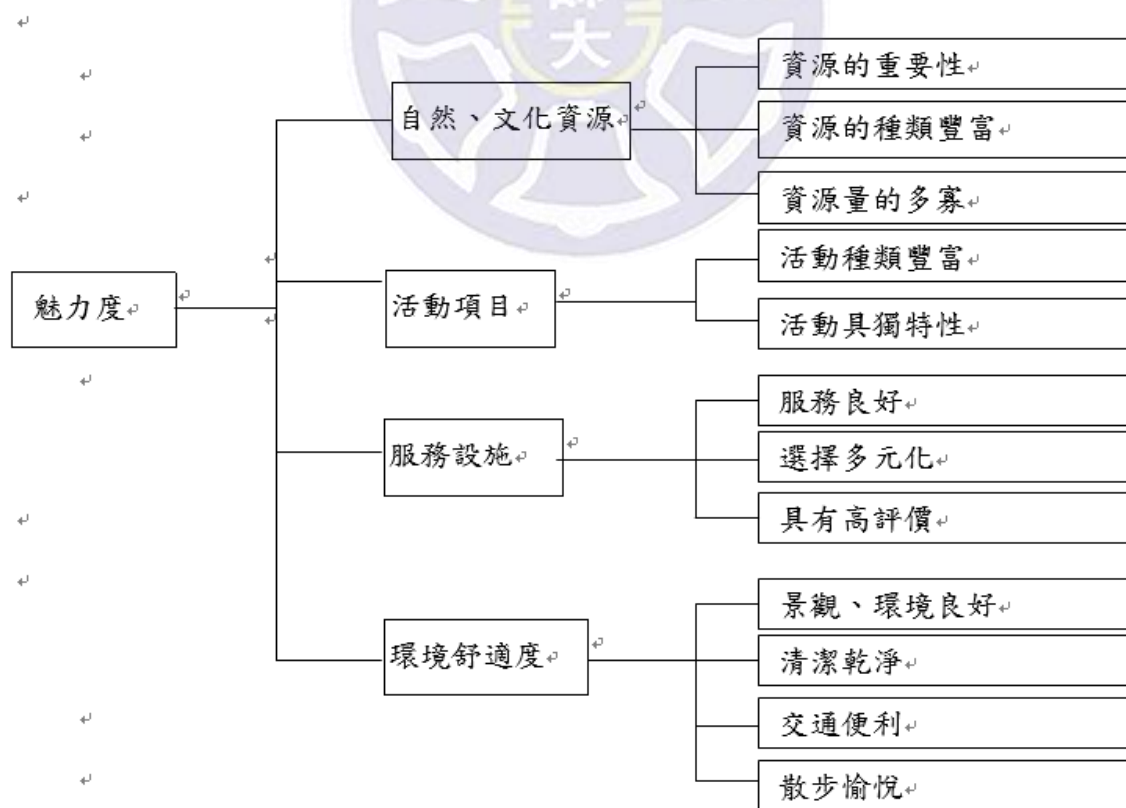 師
大
魅力度
自然、文化資源
資源的重要性
資源的種類豐富
資源量的多寡
活動項目
活動種類豐富
活動具獨特性
服務設施
服務良好
選擇多元化
具有高評價
環境舒適度
景觀、環境良好
清潔乾淨
交通便利
散步愉悅